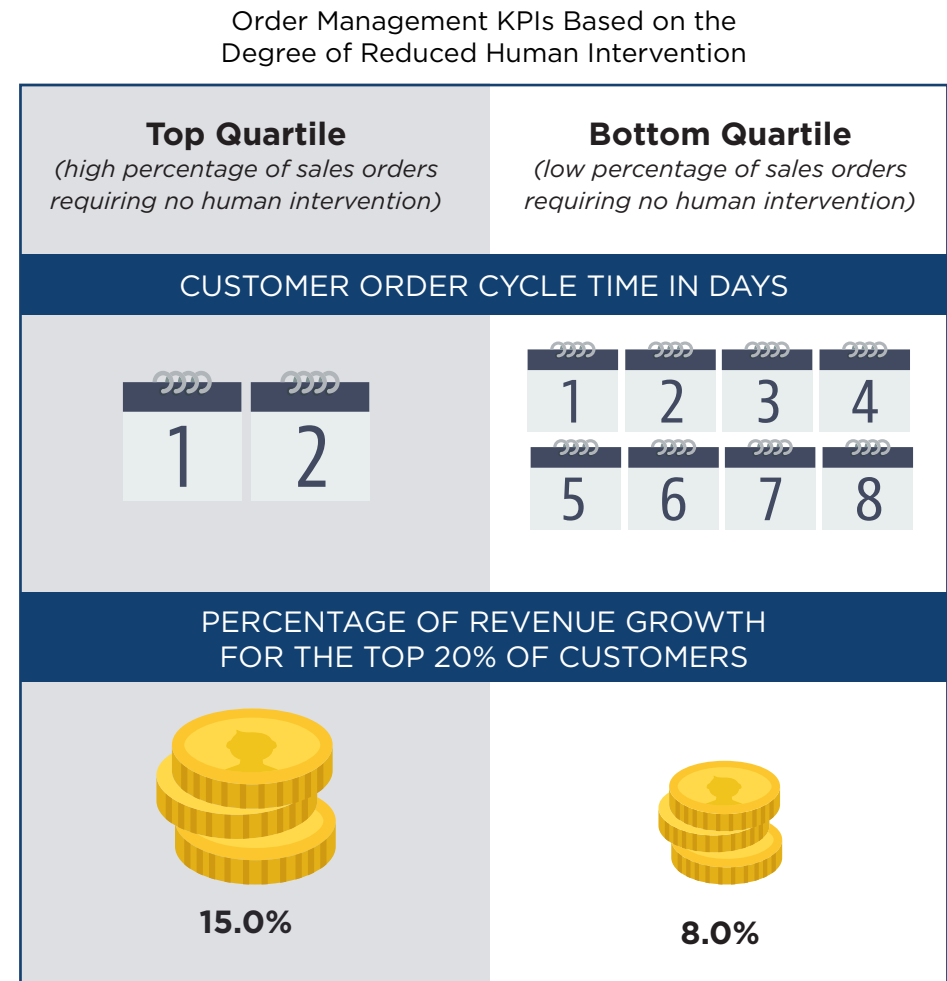 Order Management KPIs Based on the
Degree of Reduced Human Intervention
Top Quartile
(high percentage of sales orders
requiring no human intervention)
Bottom Quartile
(low percentage of sales orders
requiring no human intervention)
CUSTOMER ORDER CYCLE TIME IN DAYS
1 2
1 2 3 4
5 6 7 8
PERCENTAGE OF REVENUE GROWTH
FOR THE TOP 20% OF CUSTOMERS
15.0%
8.0%